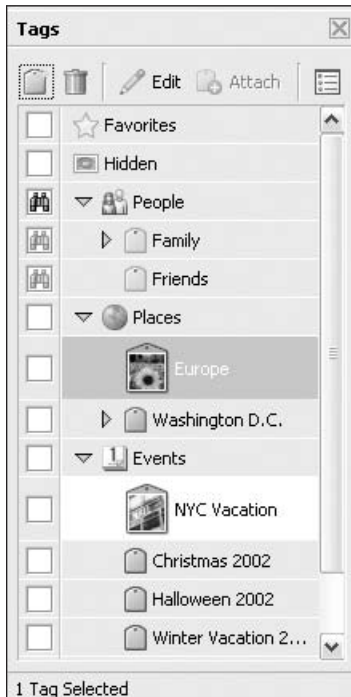 Tags
Edit Attach
Favorites
Hidden
People
Family
Friends
Places
Europe
Washington D.C.
Events
NYC Vacation
Christmas 2002
Halloween 2002
Winter Vacation 2...
1 Tag Selected